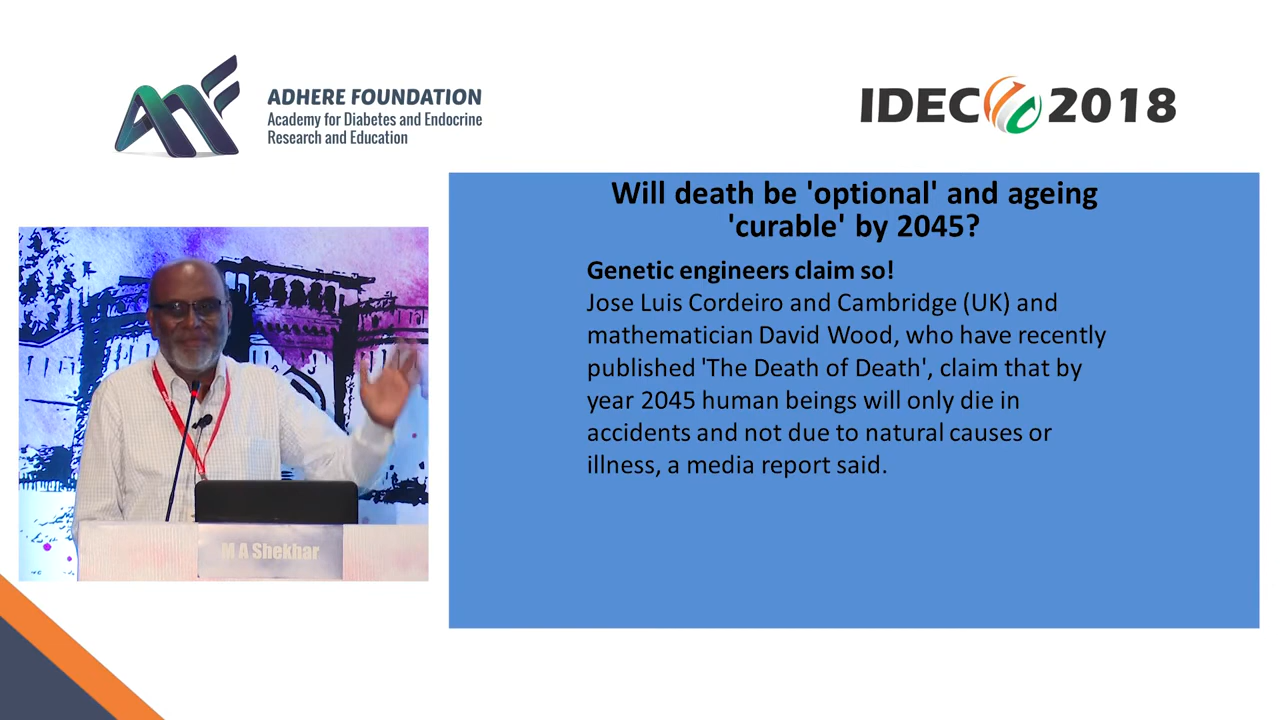 ADHERE FOUNDATION
Academy for Diabetes and Endocrine
Research and Education
IDEC 2018
Will death be 'optional' and ageing
'curable' by 2045?
Genetic engineers claim so!
Jose Luis Cordeiro and Cambridge (UK) and
mathematician David Wood, who have recently
published 'The Death of Death', claim that by
year 2045 human beings will only die in
accidents and not due to natural causes or
illness, a media report said.
M A Shekhar